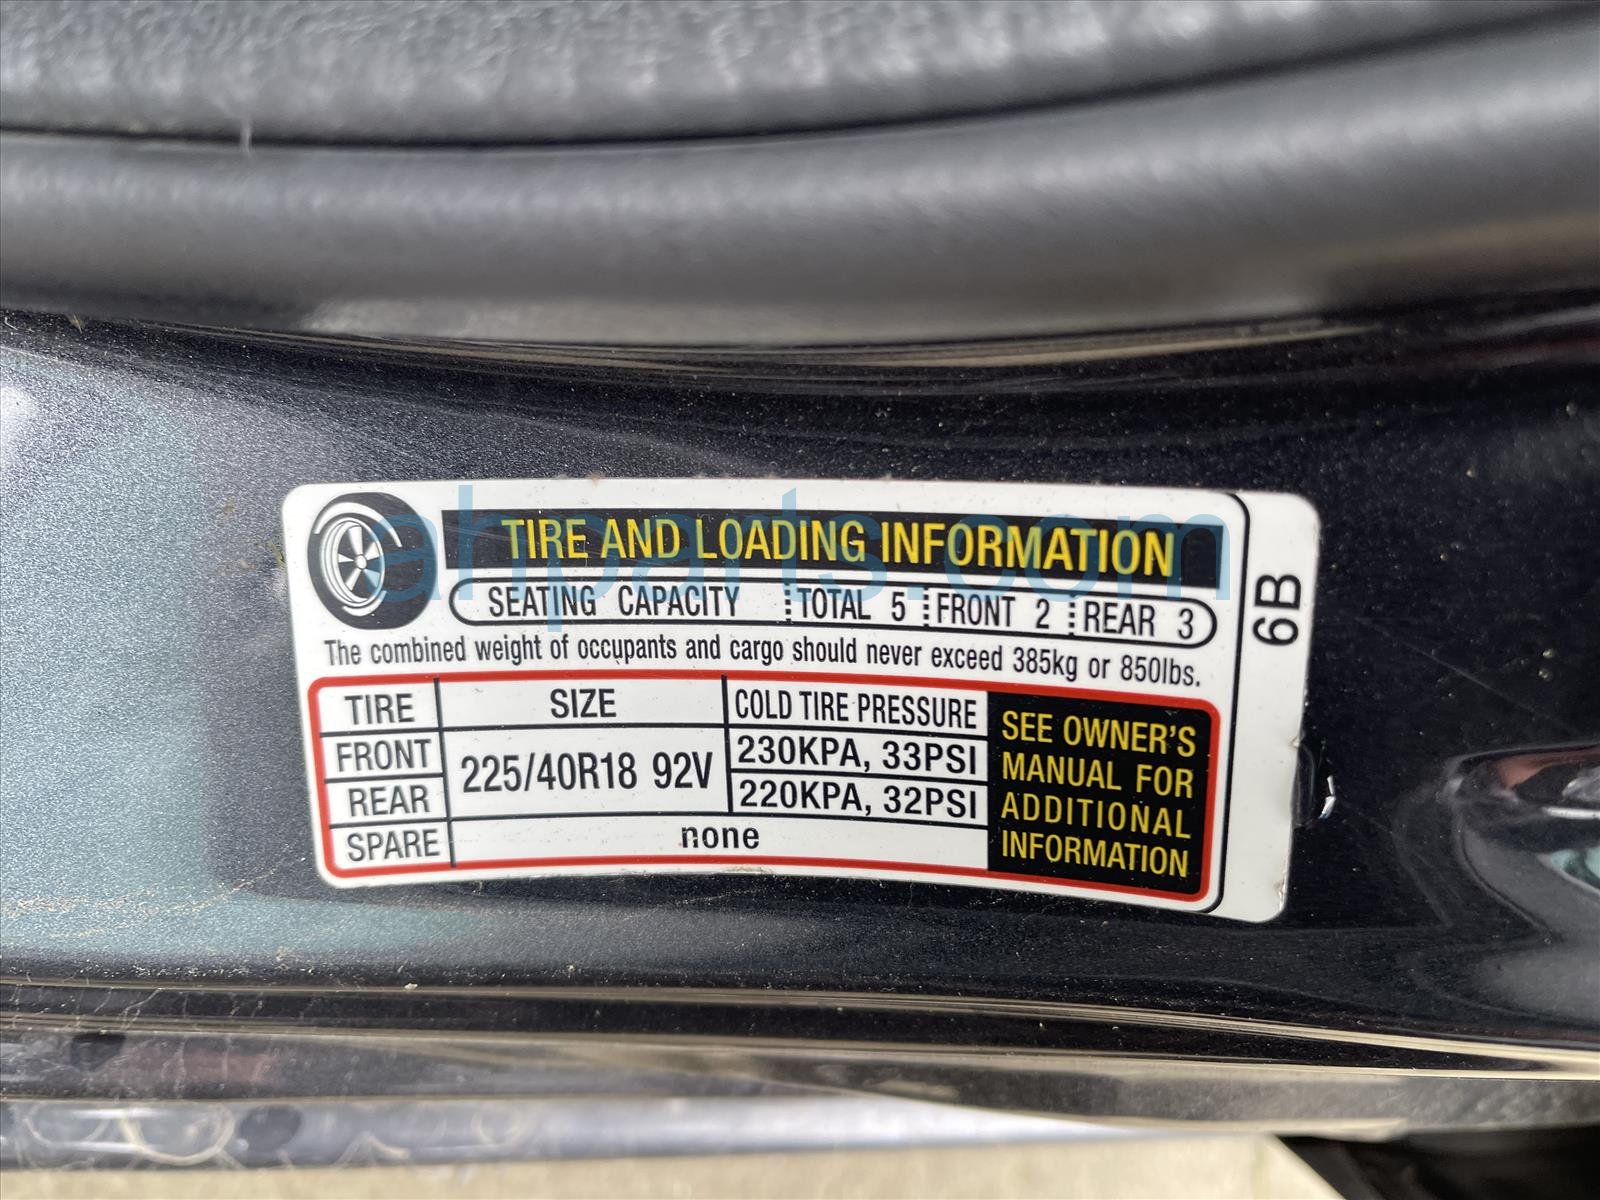 TIRE AND LOADING INFORMATION
SEATING CAPACITY TOTAL 5 FRONT 2 REAR 3
The combined weight of occupants and cargo should never exceed 385kg or 850lbs.
TIRE SIZE COLD TIRE PRESSURE
FRONT 225/40R18 92V 230KPA, 33PSI
REAR 220KPA, 32PSI
SPARE none
SEE OWNER'S
MANUAL FOR
ADDITIONAL
INFORMATION
6B
ahparts.com